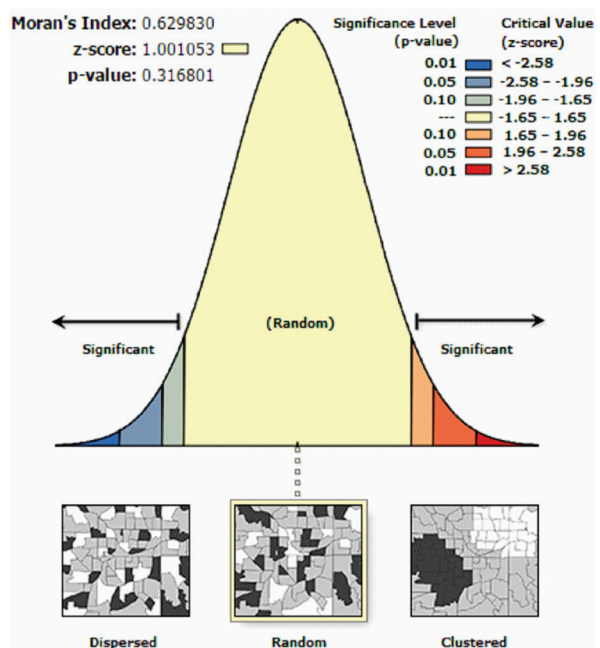 Moran's Index: 0.629830
z-score: 1.001053
p-value: 0.316801
Significance Level
(p-value)
Critical Value
(z-score)
0.01 < -2.58
0.05 -2.58 – -1.96
0.10 -1.96 – -1.65
--- -1.65 – 1.65
0.10 1.65 – 1.96
0.05 1.96 – 2.58
0.01 > 2.58
(Random)
Significant Significant
Dispersed Random Clustered